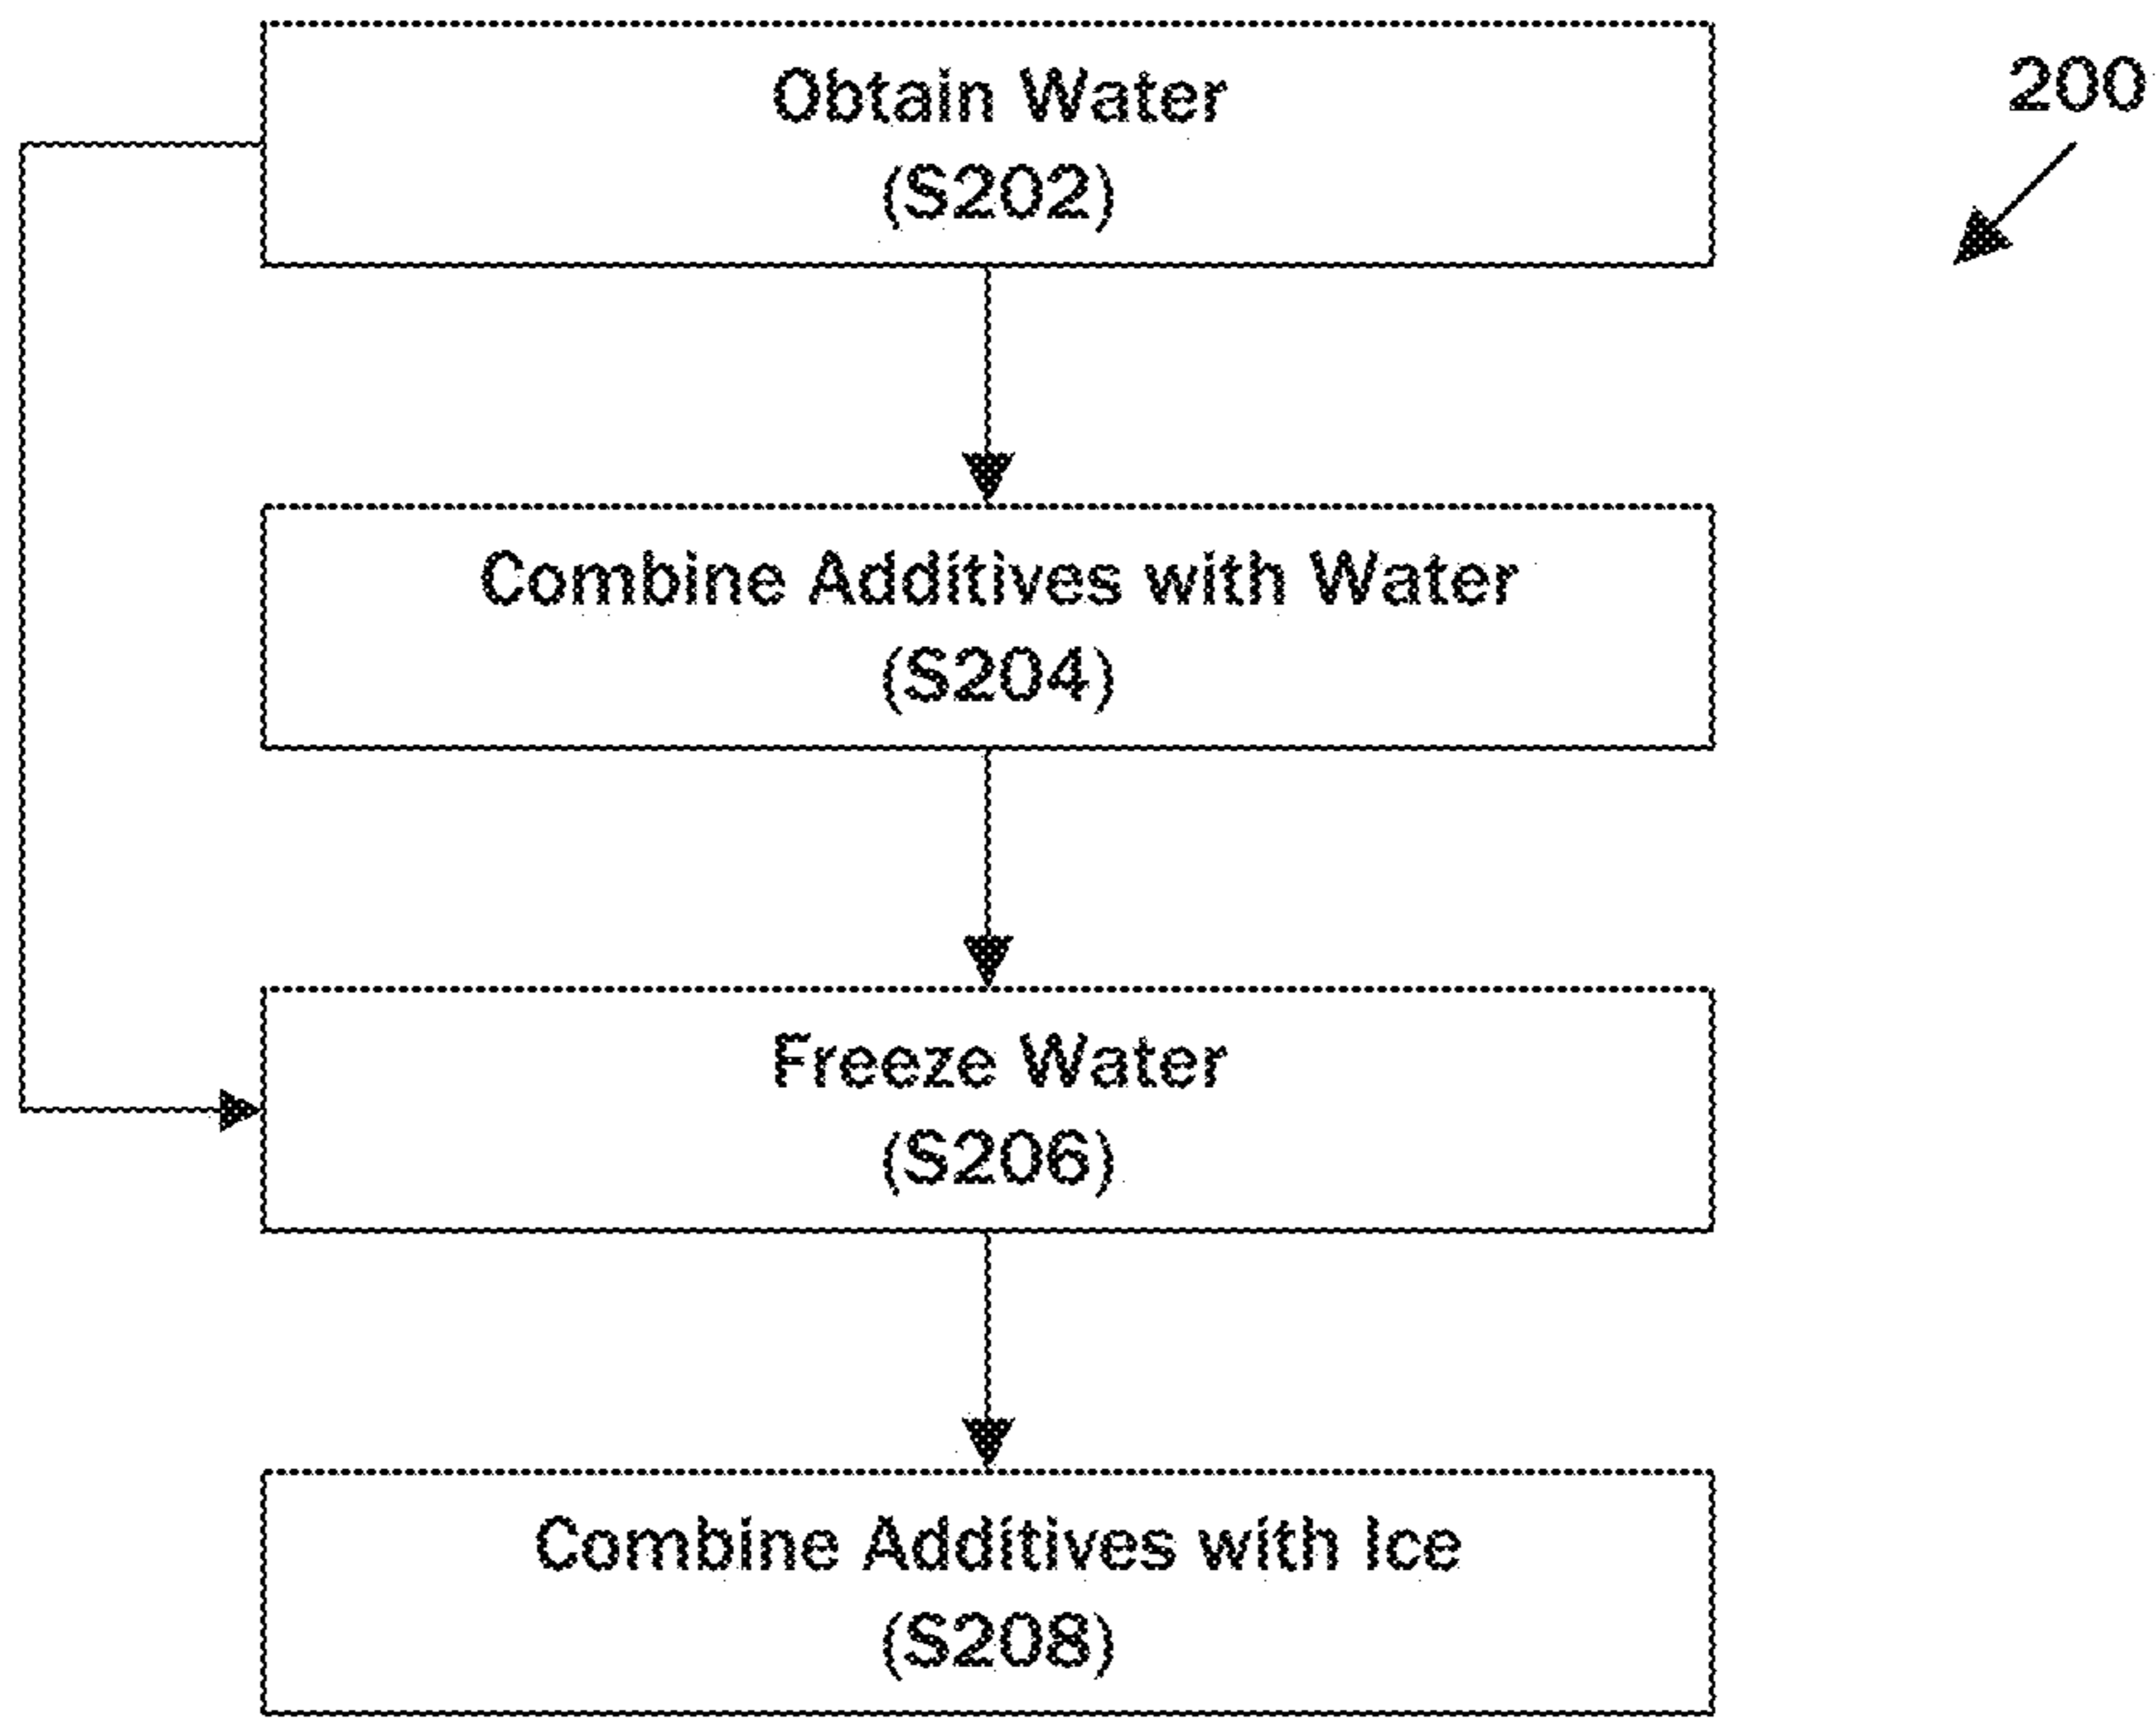 Obtain Water
(S202)
200
Combine Additives with Water
(S204)
Freeze Water
(S206)
Combine Additives with Ice
(S208)